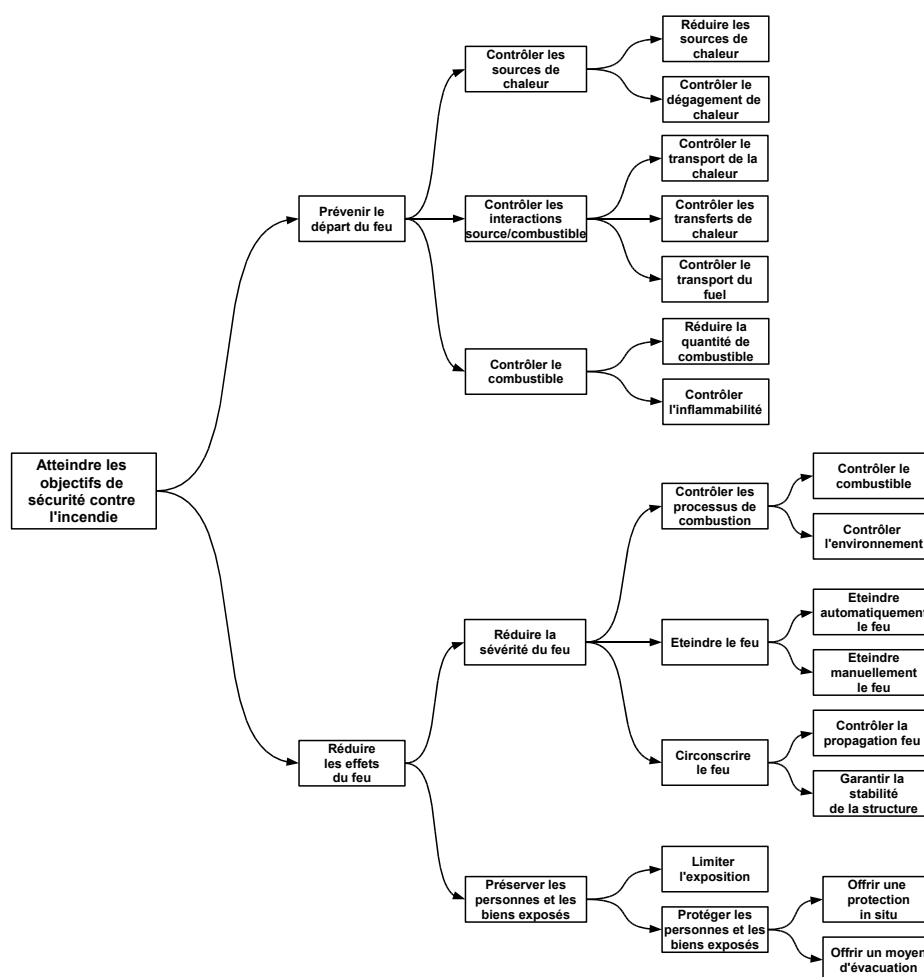 Atteindre les
objectifs de
sécurité contre
l'incendie
Prévenir le
départ du feu
Contrôler les
sources de
chaleur
Réduire les
sources de
chaleur
Contrôler le
dégagement de
chaleur
Contrôler les
interactions
source/combustible
Contrôler le
transport de la
chaleur
Contrôler les
transferts de
chaleur
Contrôler le
transport du
fuel
Contrôler le
combustible
Réduire la
quantité de
combustible
Contrôler
l'inflammabilité
Réduire
les effets
du feu
Réduire la
sévérité du feu
Contrôler les
processus de
combustion
Contrôler le
combustible
Contrôler
l'environnement
Eteindre le feu
Eteindre
automatiquement
le feu
Eteindre
manuellement
le feu
Circonscrire
le feu
Contrôler la
propagation feu
Garantir la
stabilité
de la structure
Préserver les
personnes et les
biens exposés
Limiter
l'exposition
Protéger les
personnes et les
biens exposés
Offrir une
protection
in situ
Offrir un moyen
d'évacuation